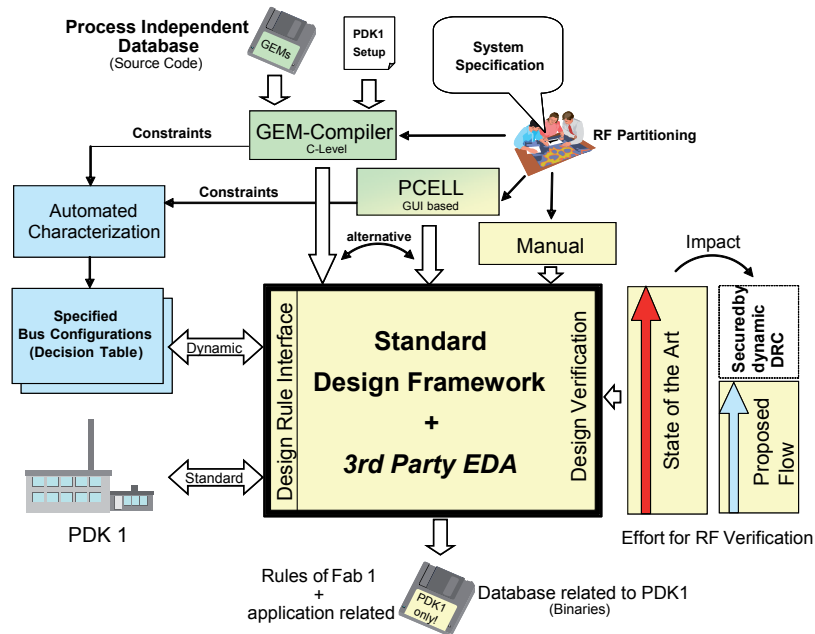 Process Independent
Database
(Source Code)
GEMs
PDK1
Setup
System
Specification
RF Partitioning
Constraints
GEM-Compiler
C-Level
Constraints
PCELL
GUI based
Automated
Characterization
alternative
Manual
Impact
Specified
Bus Configurations
(Decision Table)
Dynamic
Design Rule Interface
Standard
Design Framework
+
3rd Party EDA
Design Verification
State of the Art
Securedby
dynamic
DRC
Proposed
Flow
Standard
PDK 1
Effort for RF Verification
Rules of Fab 1
+
application related
PDK1
only!
Database related to PDK1
(Binaries)